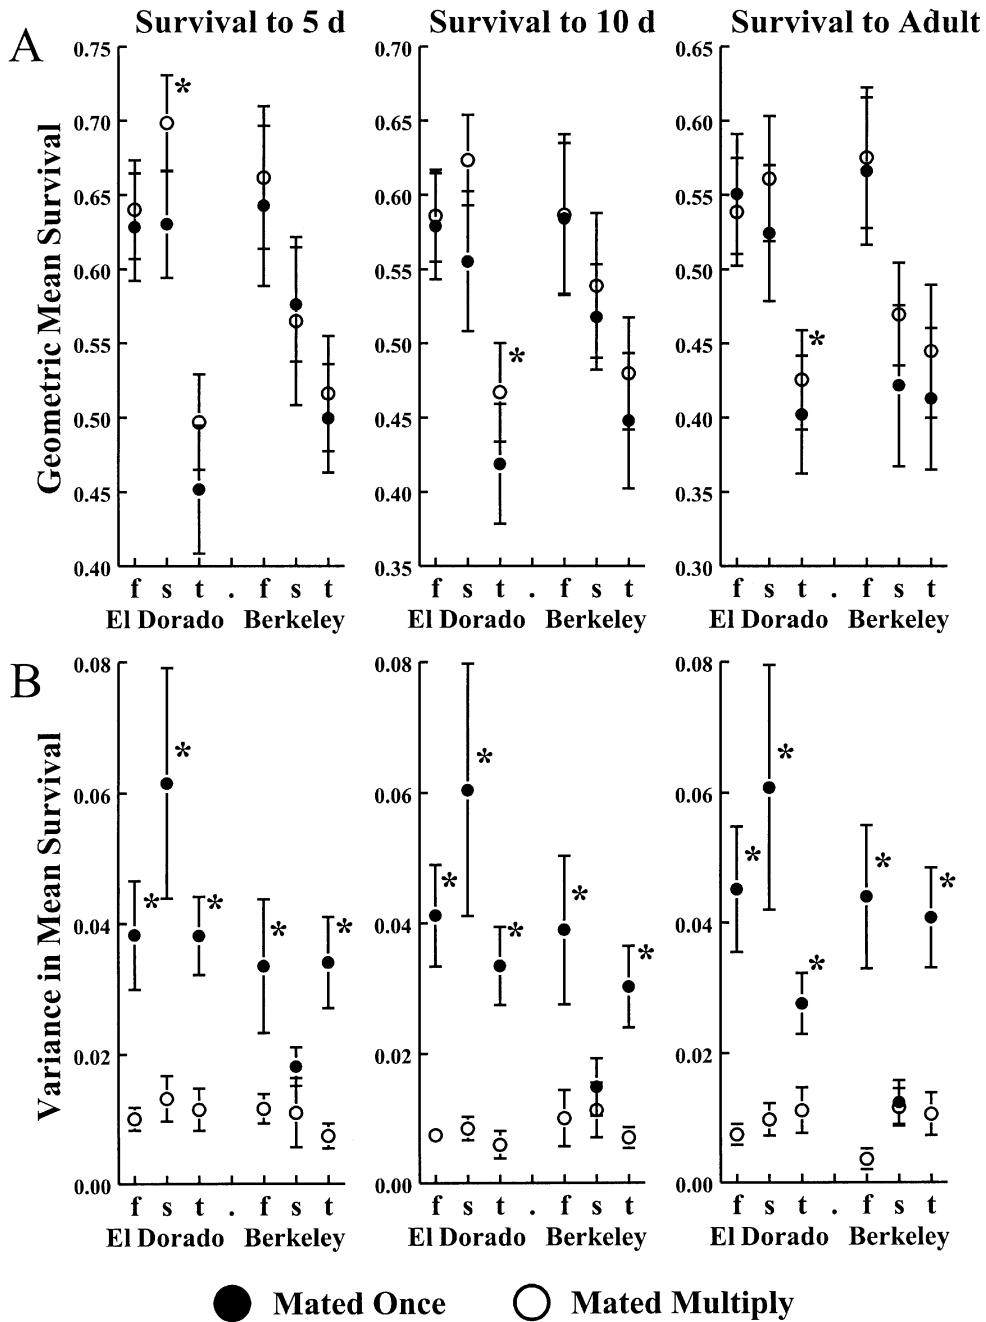 Survival to 5 d Survival to 10 d Survival to Adult
A
Geometric Mean Survival
0.75 0.70 0.65
0.70 0.65 0.60
0.65 0.60 0.55
0.60 0.55 0.50
0.55 0.50 0.45
0.50 0.45 0.40
0.45 0.40 0.35
0.40 0.35 0.30
* * *
f s t . f s t f s t . f s t f s t . f s t
El Dorado Berkeley El Dorado Berkeley El Dorado Berkeley
B
Variance in Mean Survival
0.08 0.08 0.08
0.06 0.06 0.06
0.04 0.04 0.04
0.02 0.02 0.02
0.00 0.00 0.00
* * * * * * * * * * * * * * *
f s t . f s t f s t . f s t f s t . f s t
El Dorado Berkeley El Dorado Berkeley El Dorado Berkeley
Mated Once Mated Multiply